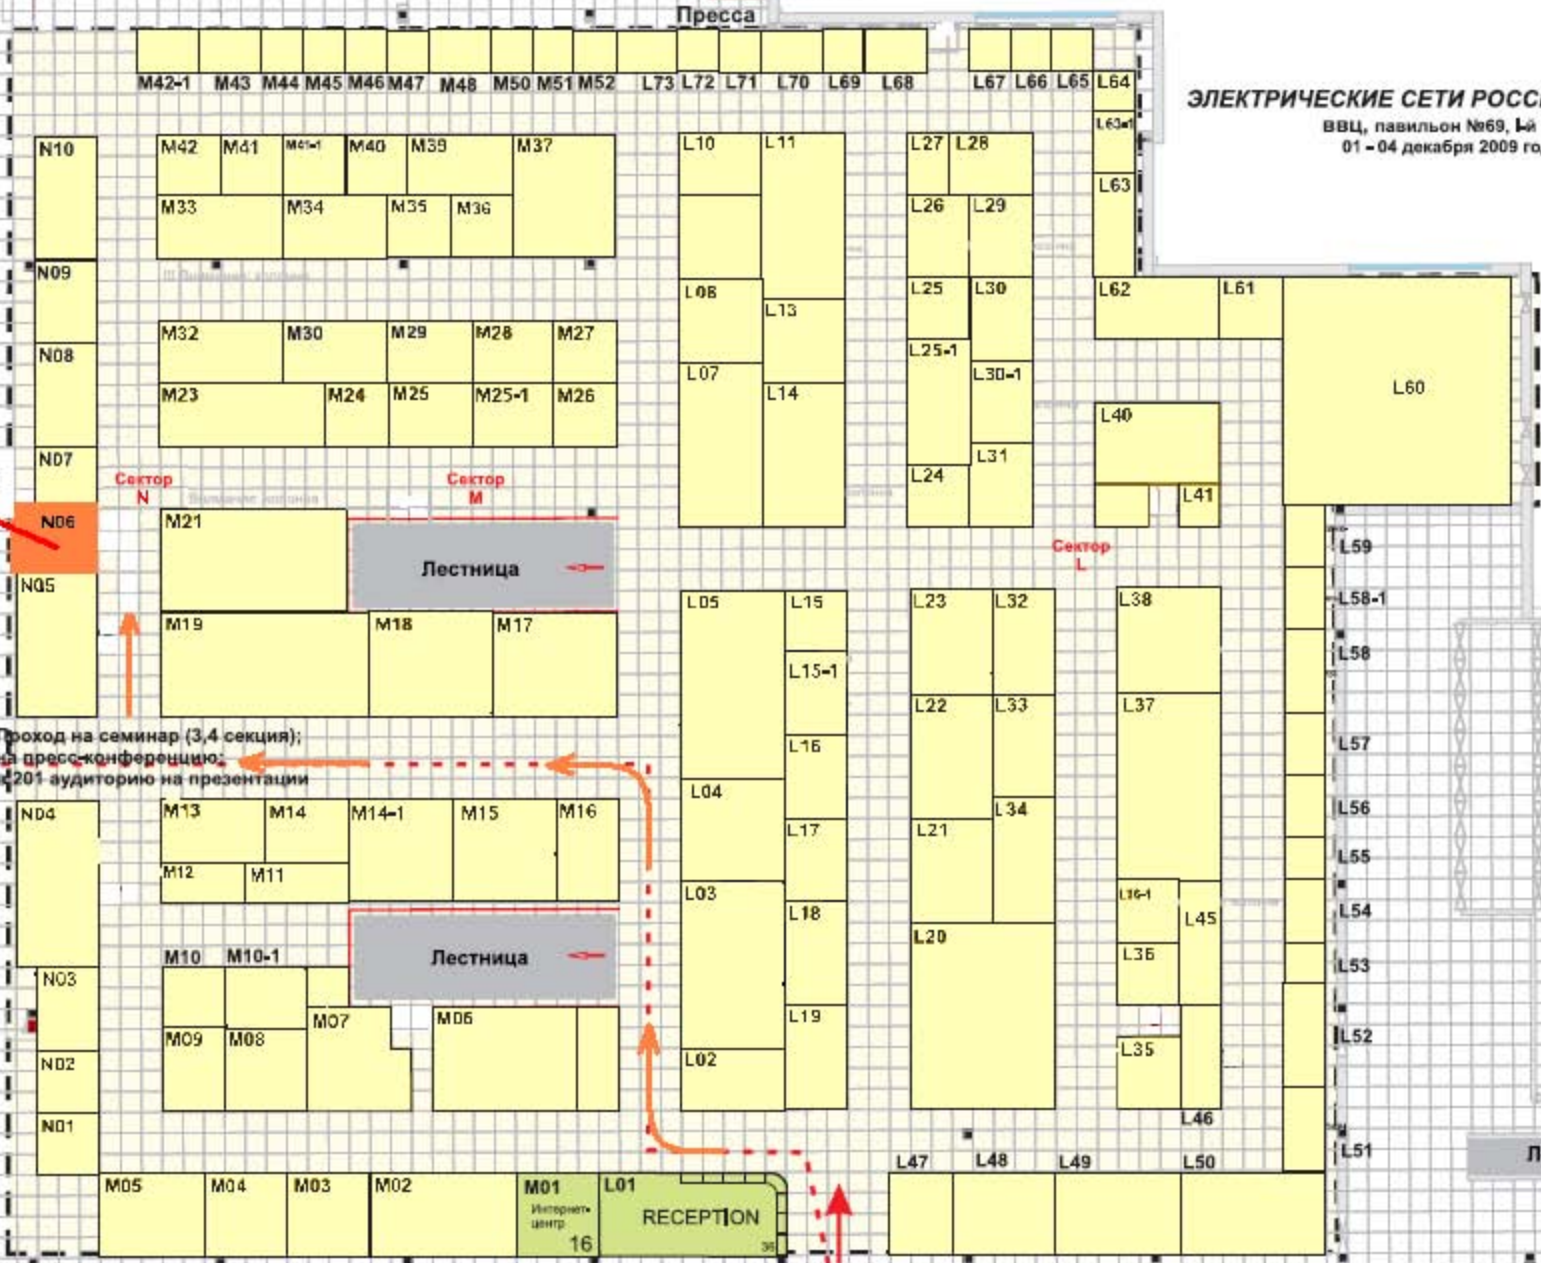 Пресса
M42-1 M43 M44 M45 M46 M47 M48 M50 M51 M52 L73 L72 L71 L70 L69 L68 L67 L66 L65 L64
ЭЛЕКТРИЧЕСКИЕ СЕТИ РОСС
ВВЦ, павильон №69, I-й
01 - 04 декабря 2009 го
L63-1
N10 M42 M41 M41-1 M40 M39 M37 L10 L11 L27 L28
L63
M33 M34 M35 M36 L26 L29
N09 L08 L25 L30 L62 L61
L13
N08 M32 M30 M29 M28 M27
L25-1
L07 L30-1 L60
M23 M24 M25 M25-1 M26 L14 L40
N07 L24 L31
Сектор
N
Сектор
M
L41
N06 M21
Лестница
Сектор
L
L59
N05 L05 L15 L23 L32 L38 L58-1
M19 M18 M17
L15-1 L58
L22 L33 L37
проход на семинар (3,4 секция);
на пресс-конференцию;
201 аудиторию на презентации
L16 L57
L04
N04 M13 M14 M14-1 M15 M16 L34 L56
L17 L21
L55
M12 M11
L03 L16-1
L18 L45 L54
L20
M10 M10-1
Лестница
L36 L53
N03
M07 M06 L19
M09 M08 L52
L35
N02 L02
N01 L46
L51
L47 L48 L49 L50
M05 M04 M03 M02 M01 L01
Интернет-
центр
RECEPTION
16 36
Л